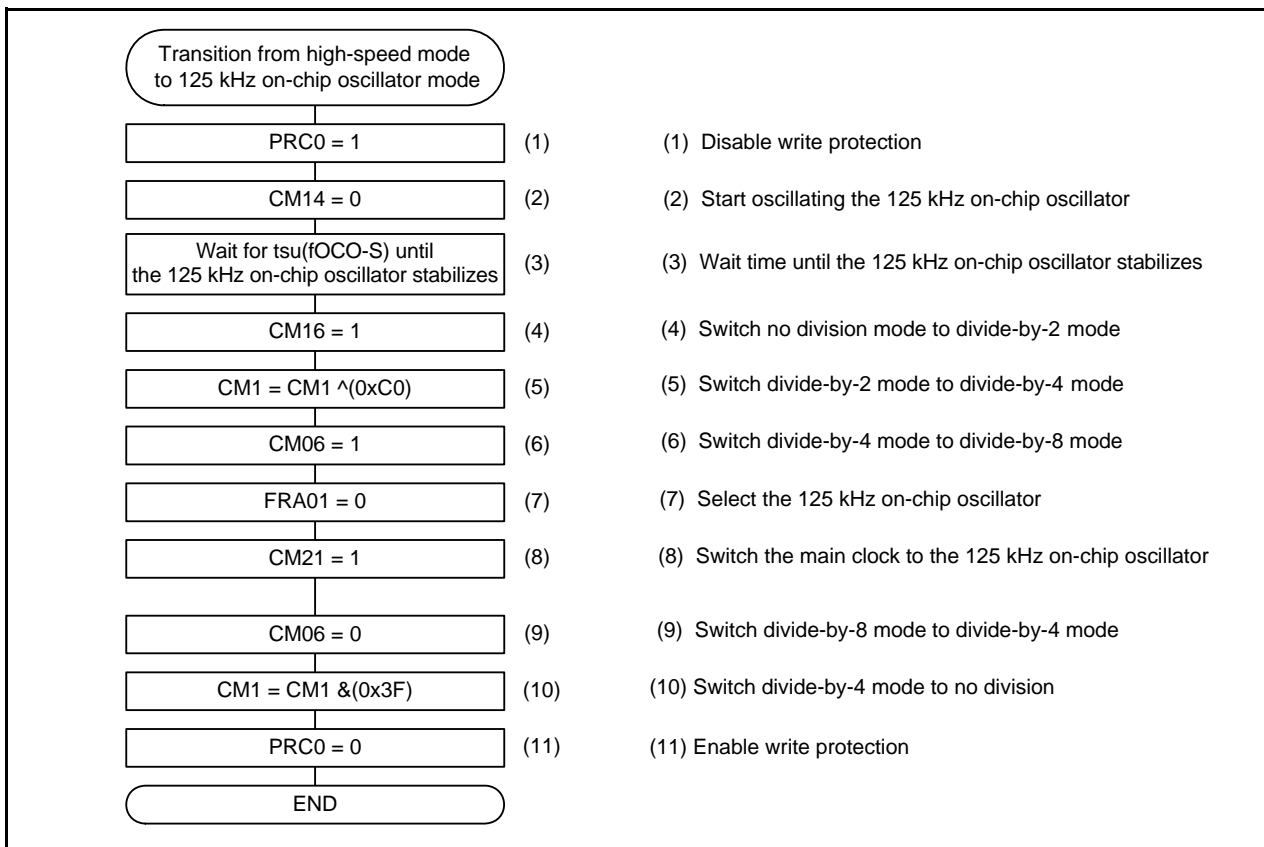 Transition from high-speed mode
to 125 kHz on-chip oscillator mode
PRC0 = 1 (1) (1) Disable write protection
CM14 = 0 (2) (2) Start oscillating the 125 kHz on-chip oscillator
Wait for tsu(fOCO-S) until
the 125 kHz on-chip oscillator stabilizes (3) (3) Wait time until the 125 kHz on-chip oscillator stabilizes
CM16 = 1 (4) (4) Switch no division mode to divide-by-2 mode
CM1 = CM1 ^(0xC0) (5) (5) Switch divide-by-2 mode to divide-by-4 mode
CM06 = 1 (6) (6) Switch divide-by-4 mode to divide-by-8 mode
FRA01 = 0 (7) (7) Select the 125 kHz on-chip oscillator
CM21 = 1 (8) (8) Switch the main clock to the 125 kHz on-chip oscillator
CM06 = 0 (9) (9) Switch divide-by-8 mode to divide-by-4 mode
CM1 = CM1 &(0x3F) (10) (10) Switch divide-by-4 mode to no division
PRC0 = 0 (11) (11) Enable write protection
END